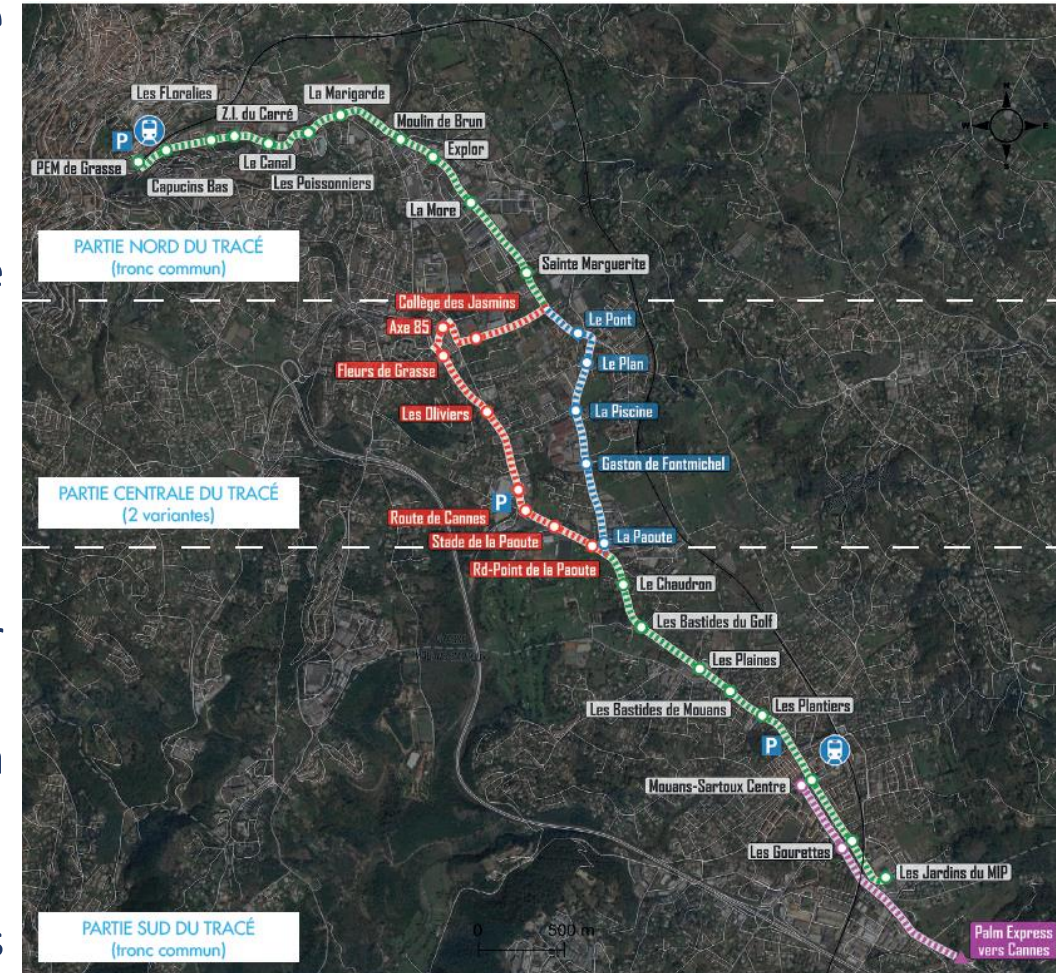 Les FLoralies
La Marigarde
Z.I. du Carré
Moulin de Brun
P
Explor
PEM de Grasse
Le Canal
Capucins Bas
Les Poissonniers
La More
N
W
E
S
PARTIE NORD DU TRACÉ
(tronc commun)
Sainte Marguerite
Collège des Jasmins
Axe 85
Le Pont
Fleurs de Grasse
Le Plan
Les Oliviers
La Piscine
Gaston de Fontmichel
PARTIE CENTRALE DU TRACÉ
(2 variantes)
P
Route de Cannes
Stade de la Paoute
La Paoute
Rd-Point de la Paoute
Le Chaudron
Les Bastides du Golf
Les Plaines
Les Bastides de Mouans
Les Plantiers
P
Mouans-Sartoux Centre
Les Gourettes
Les Jardins du MIP
PARTIE SUD DU TRACÉ
(tronc commun)
0 500 m
Palm Express
vers Cannes